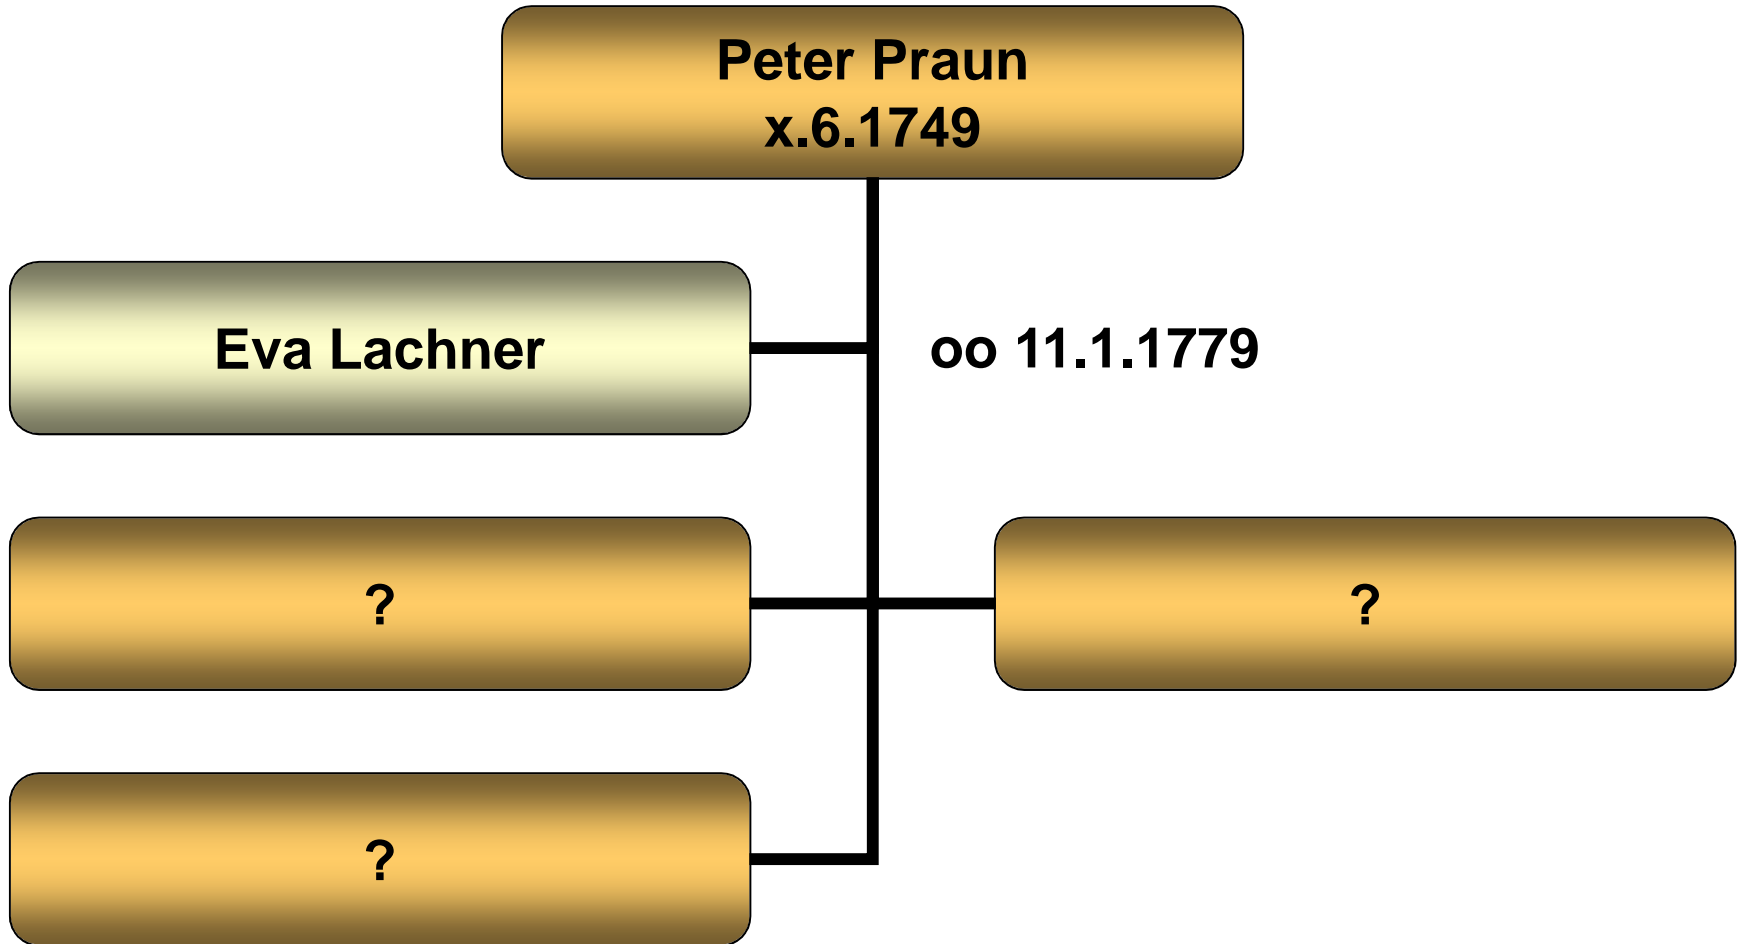 Peter Praun
x.6.1749
Eva Lachner
oo 11.1.1779
?
?
?